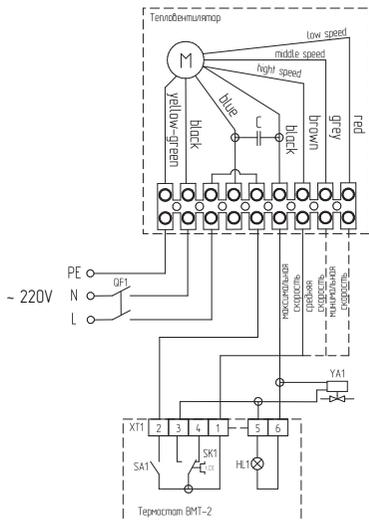 Тепловентилятор
low speed
middle speed
hight speed
M
yellow-green
black
blue
C
black
brown
grey
red
PE
N
QF1
L
~ 220V
максимальная
скорость
средняя
скорость
минимальная
скорость
YA1
XT1
2
3
4
1
5
6
SA1
SK1
HL1
Термостат ВМТ-2